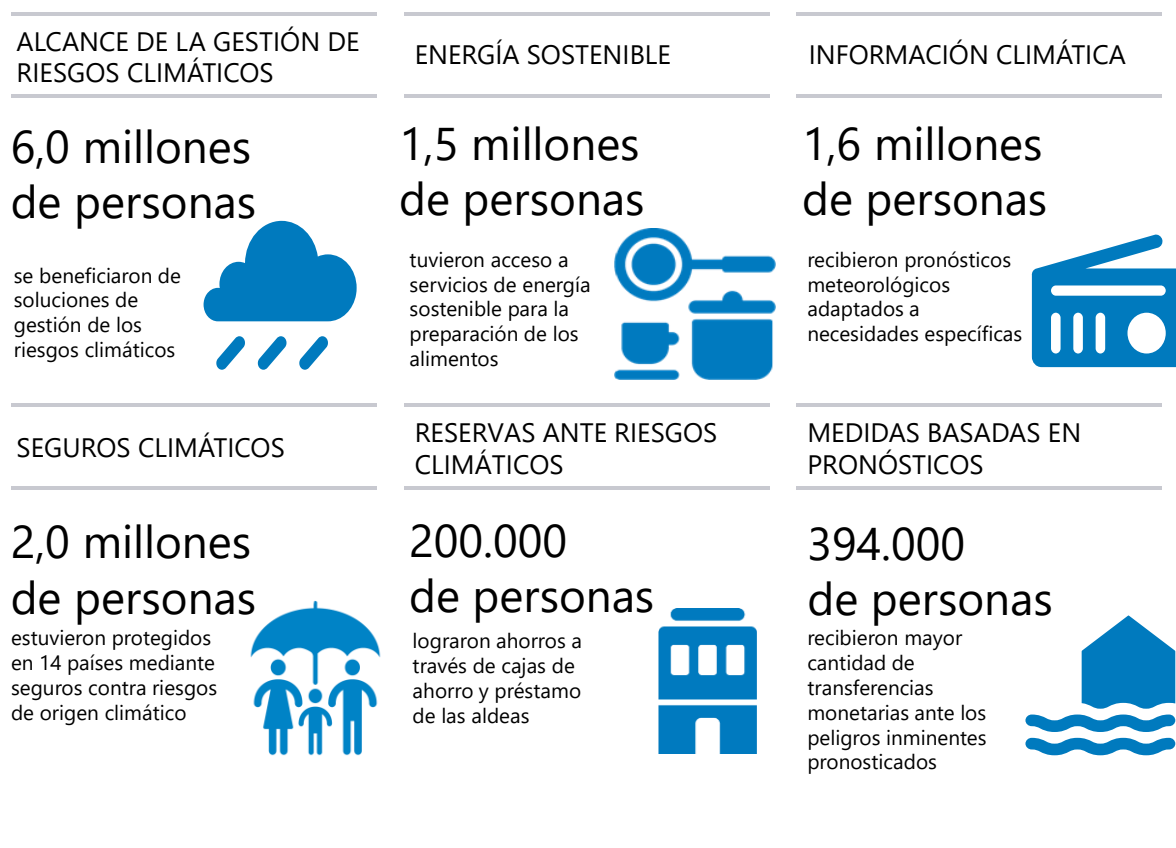 ALCANCE DE LA GESTIÓN DE
RIESGOS CLIMÁTICOS
6,0 millones
de personas
se beneficiaron de
soluciones de
gestión de los
riesgos climáticos
ENERGÍA SOSTENIBLE
1,5 millones
de personas
tuvieron acceso a
servicios de energía
sostenible para la
preparación de los
alimentos
INFORMACIÓN CLIMÁTICA
1,6 millones
de personas
recibieron pronósticos
meteorológicos
adaptados a
necesidades específicas
SEGUROS CLIMÁTICOS
2,0 millones
de personas
estuvieron protegidos
en 14 países mediante
seguros contra riesgos
de origen climático
RESERVAS ANTE RIESGOS
CLIMÁTICOS
200.000
de personas
lograron ahorros a
través de cajas de
ahorro y préstamo
de las aldeas
MEDIDAS BASADAS EN
PRONÓSTICOS
394.000
de personas
recibieron mayor
cantidad de
transferencias
monetarias ante los
peligros inminentes
pronosticados